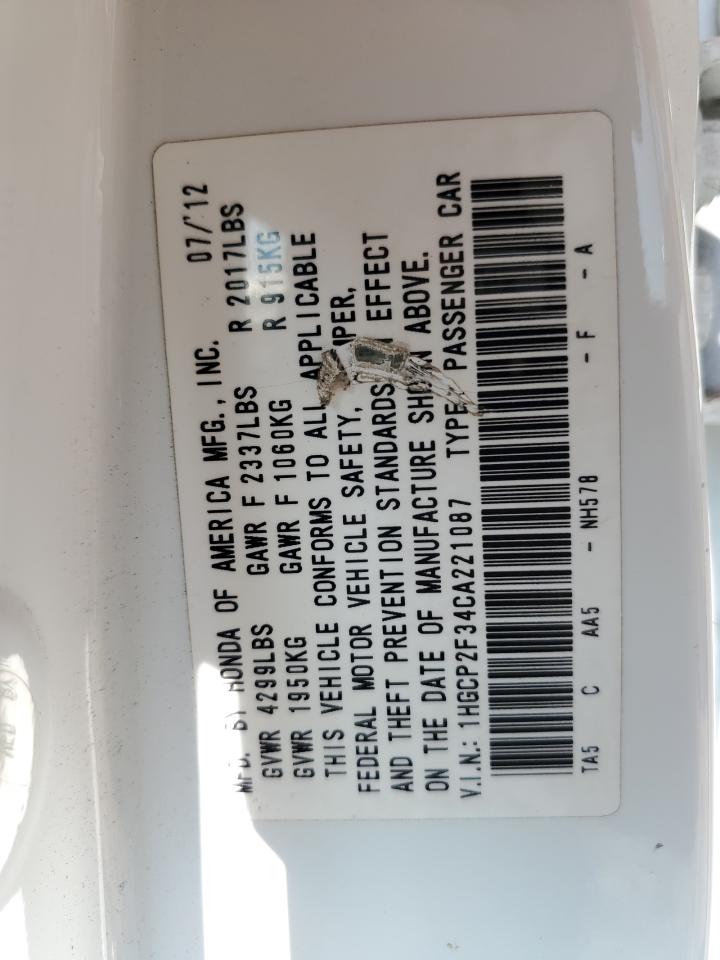 MFD. BY HONDA OF AMERICA MFG., INC. 07/'12
GVWR 4299LBS GAWR F 2337LBS R 2017LBS
GVWR 1950KG GAWR F 1060KG R 915KG
THIS VEHICLE CONFORMS TO ALL APPLICABLE
FEDERAL MOTOR VEHICLE SAFETY, MPER,
AND THEFT PREVENTION STANDARDS IN EFFECT
ON THE DATE OF MANUFACTURE SHOWN ABOVE.
V.I.N.: 1HGCP2F34CA221087 TYPE: PASSENGER CAR
TA5 C AA5 - NH578 - F - A